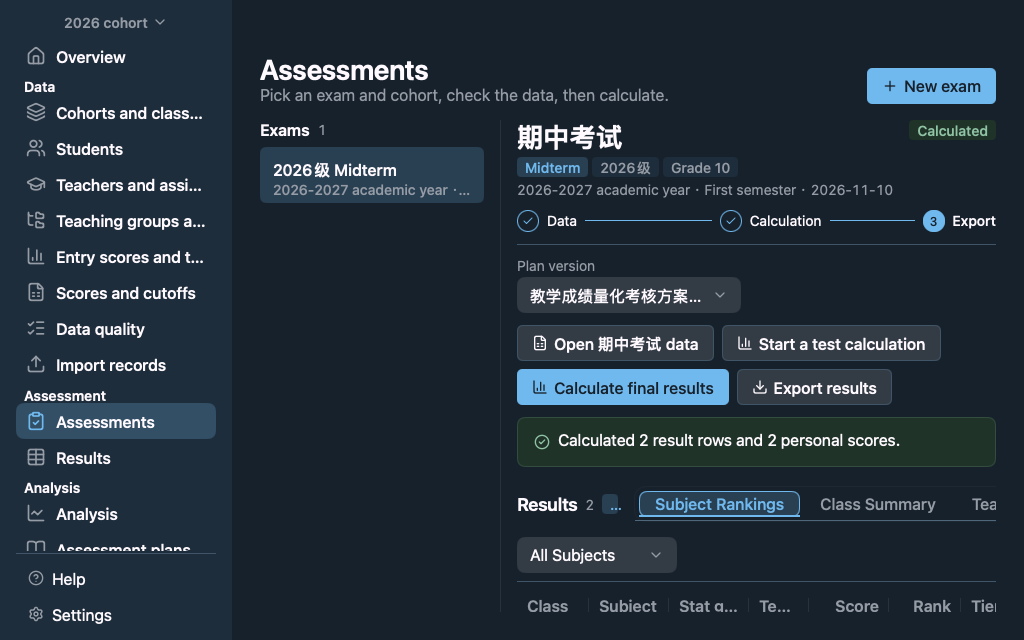 2026 cohort
Overview
Data
Cohorts and class...
Students
Teachers and assi...
Teaching groups a...
Entry scores and t...
Scores and cutoffs
Data quality
Import records
Assessment
Assessments
Results
Analysis
Analysis
Assessment plans
Help
Settings
Assessments
Pick an exam and cohort, check the data, then calculate.
+ New exam
Exams 1
2026级 Midterm
2026-2027 academic year ·...
期中考试
Calculated
Midterm 2026级 Grade 10
2026-2027 academic year · First semester · 2026-11-10
Data Calculation 3 Export
Plan version
教学成绩量化考核方案...
Open 期中考试 data
Start a test calculation
Calculate final results
Export results
Calculated 2 result rows and 2 personal scores.
Results 2 ... Subject Rankings Class Summary Tea
All Subjects
Class Subject Stat q... Te... Score Rank Tier